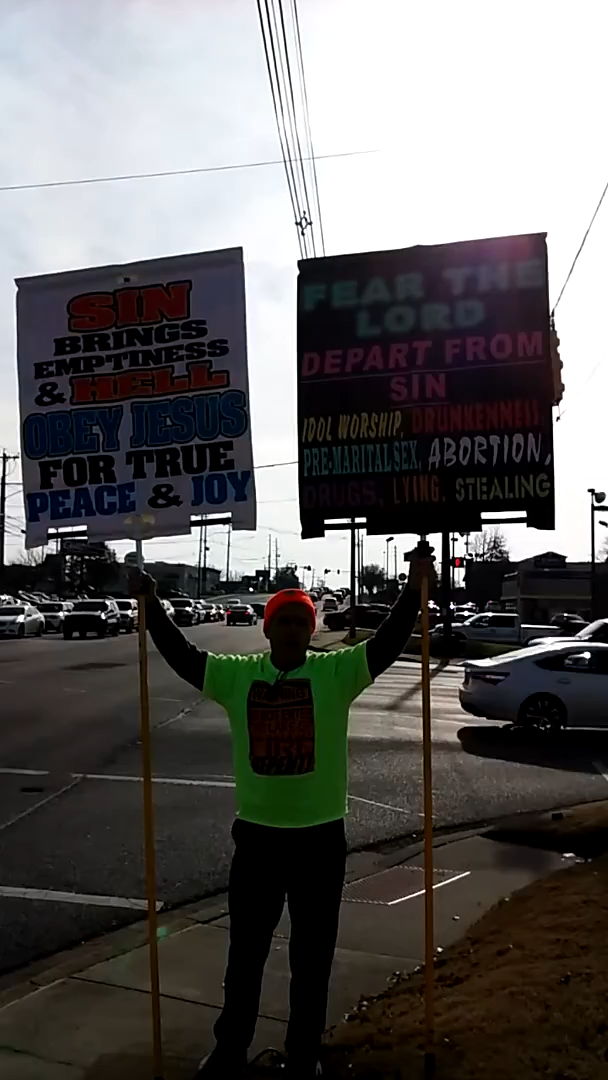 SIN
BRINGS
EMPTINESS
& HELL
OBEY JESUS
FOR TRUE
PEACE & JOY
FEAR THE
LORD
DEPART FROM
SIN
IDOL WORSHIP, DRUNKENNESS,
PRE-MARITAL SEX, ABORTION,
DRUGS, LYING, STEALING
WARNING